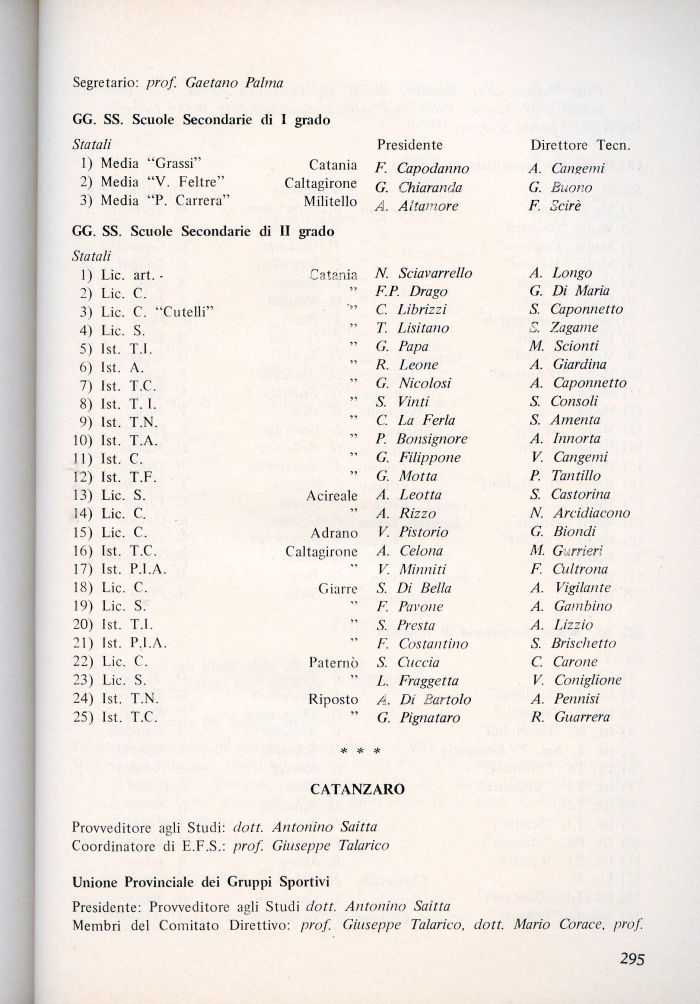 Segretario: prof. Gaetano Palma
GG. SS. Scuole Secondarie di I grado
Statali Presidente Direttore Tecn.
1) Media “Grassi” Catania F. Capodanno A. Cangemi
2) Media “V. Feltre” Caltagirone G. Chiaranda G. Buono
3) Media “P. Carrera” Militello A. Altamore F. Scirè
GG. SS. Scuole Secondarie di II grado
Statali
1) Lic. art. · Catania N. Sciavarrello A. Longo
2) Lic. C. ” F.P. Drago G. Di Maria
3) Lic. C. “Cutelli” ” C. Librizzi S. Caponnetto
4) Lic. S. ” T. Lisitano S. Zagame
5) Ist. T.I. ” G. Papa M. Scionti
6) Ist. A. ” R. Leone A. Giardina
7) Ist. T.C. ” G. Nicolosi A. Caponnetto
8) Ist. T. I. ” S. Vinti S. Consoli
9) Ist. T.N. ” C. La Ferla S. Amenta
10) Ist. T.A. ” P. Bonsignore A. Innorta
11) Ist. C. ” G. Filippone V. Cangemi
12) Ist. T.F. ” G. Motta P. Tantillo
13) Lic. S. Acireale A. Leotta S. Castorina
14) Lic. C. ” A. Rizzo N. Arcidiacono
15) Lic. C. Adrano V. Pistorio G. Biondi
16) Ist. T.C. Caltagirone A. Celona M. Gurrieri
17) Ist. P.I.A. ” V. Minniti F. Cultrona
18) Lic. C. Giarre S. Di Bella A. Vigilante
19) Lic. S. ” F. Pavone A. Gambino
20) Ist. T.I. ” S. Presta A. Lizzio
21) Ist. P.I.A. ” F. Costantino S. Brischetto
22) Lic. C. Paternò S. Cuccia C. Carone
23) Lic. S. ” L. Fraggetta V. Coniglione
24) Ist. T.N. Riposto A. Di Bartolo A. Pennisi
25) Ist. T.C. ” G. Pignataro R. Guarrera
* * *
CATANZARO
Provveditore agli Studi: dott. Antonino Saitta
Coordinatore di E.F.S.: prof. Giuseppe Talarico
Unione Provinciale dei Gruppi Sportivi
Presidente: Provveditore agli Studi dott. Antonino Saitta
Membri del Comitato Direttivo: prof. Giuseppe Talarico, dott. Mario Corace, prof.
295